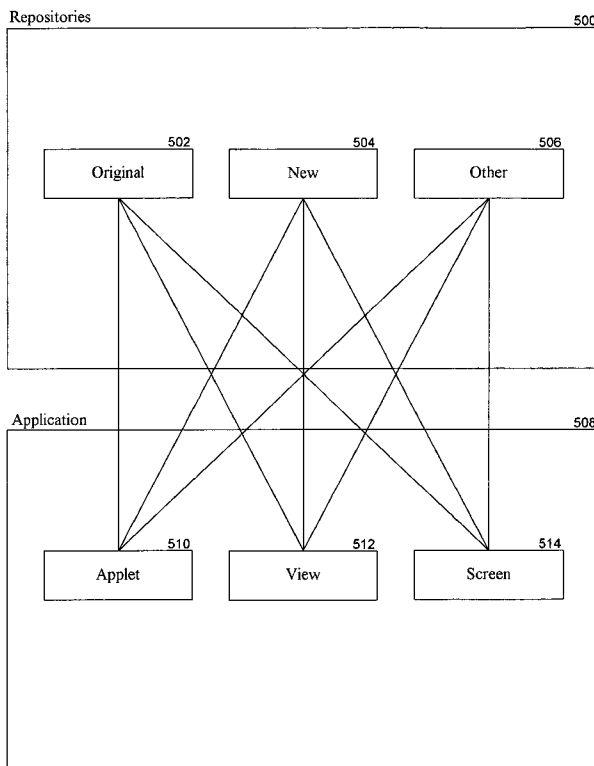 Repositories 500
502 504 506
Original New Other
Application 508
510 512 514
Applet View Screen